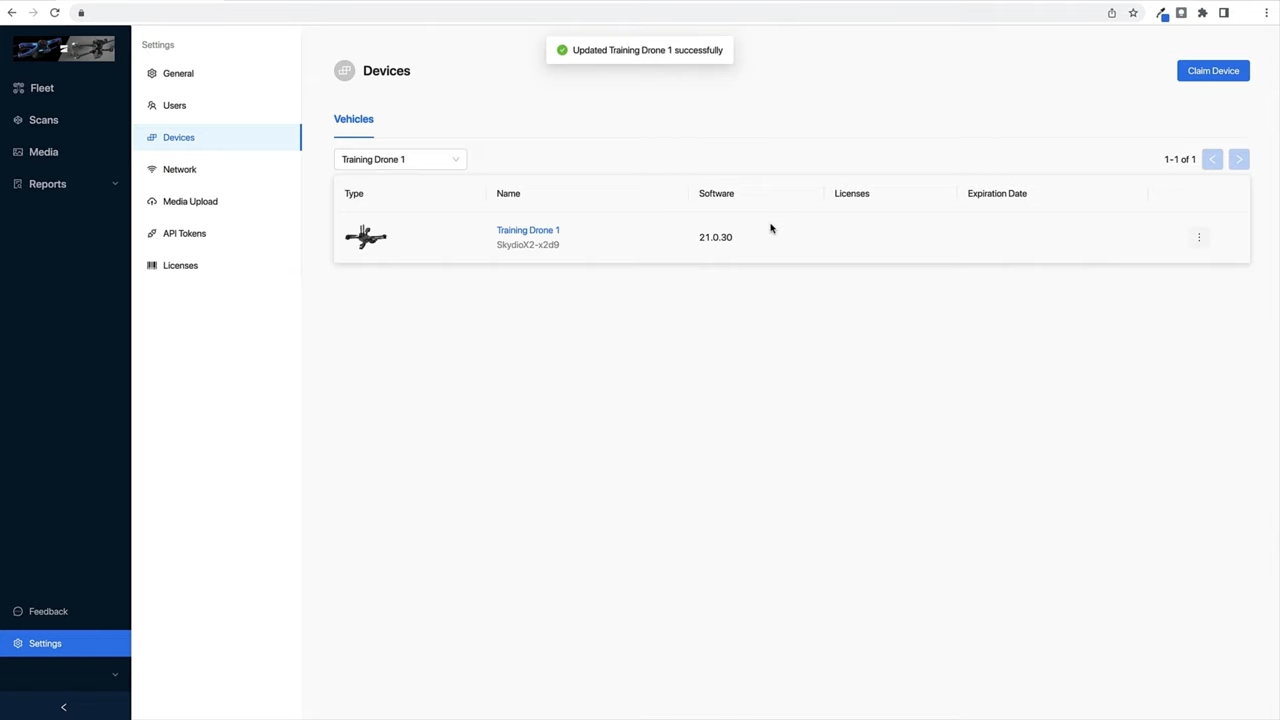 Fleet
Scans
Media
Reports
Feedback
Settings
Settings
General
Users
Devices
Network
Media Upload
API Tokens
Licenses
Updated Training Drone 1 successfully
Devices
Claim Device
Vehicles
Training Drone 1
1-1 of 1
Type Name Software Licenses Expiration Date
Training Drone 1
SkydioX2-x2d9
21.0.30